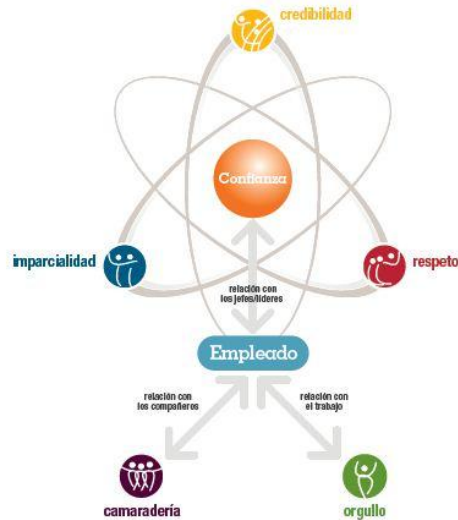 credibilidad
Confianza
imparcialidad
respeto
relación con
los jefes/líderes
Empleado
relación con
los compañeros
relación con
el trabajo
camaradería
orgullo